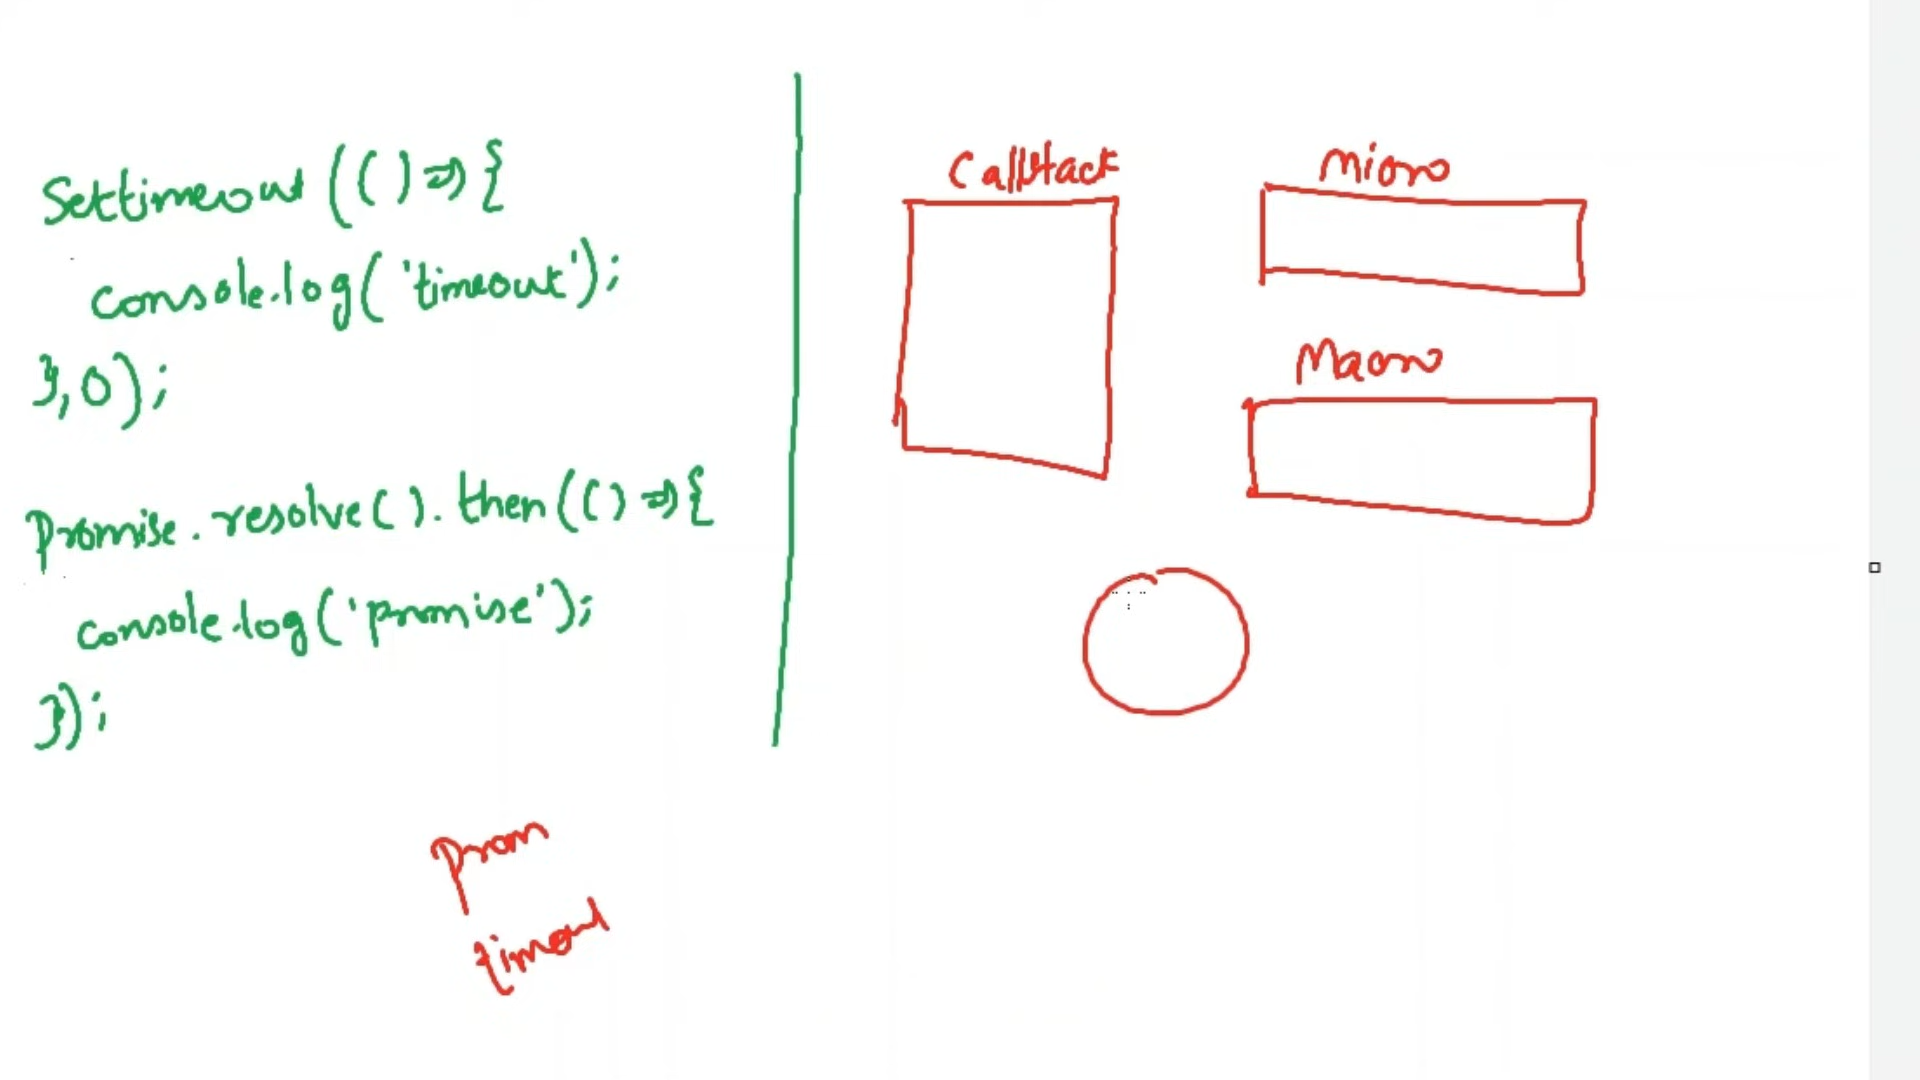 Settimeout (() => {
console.log( 'timeout');
},0);
Promise. resolve(). then (() => {
console.log('promise');
});
Callstack
Micro
Macro
Prom
timeout